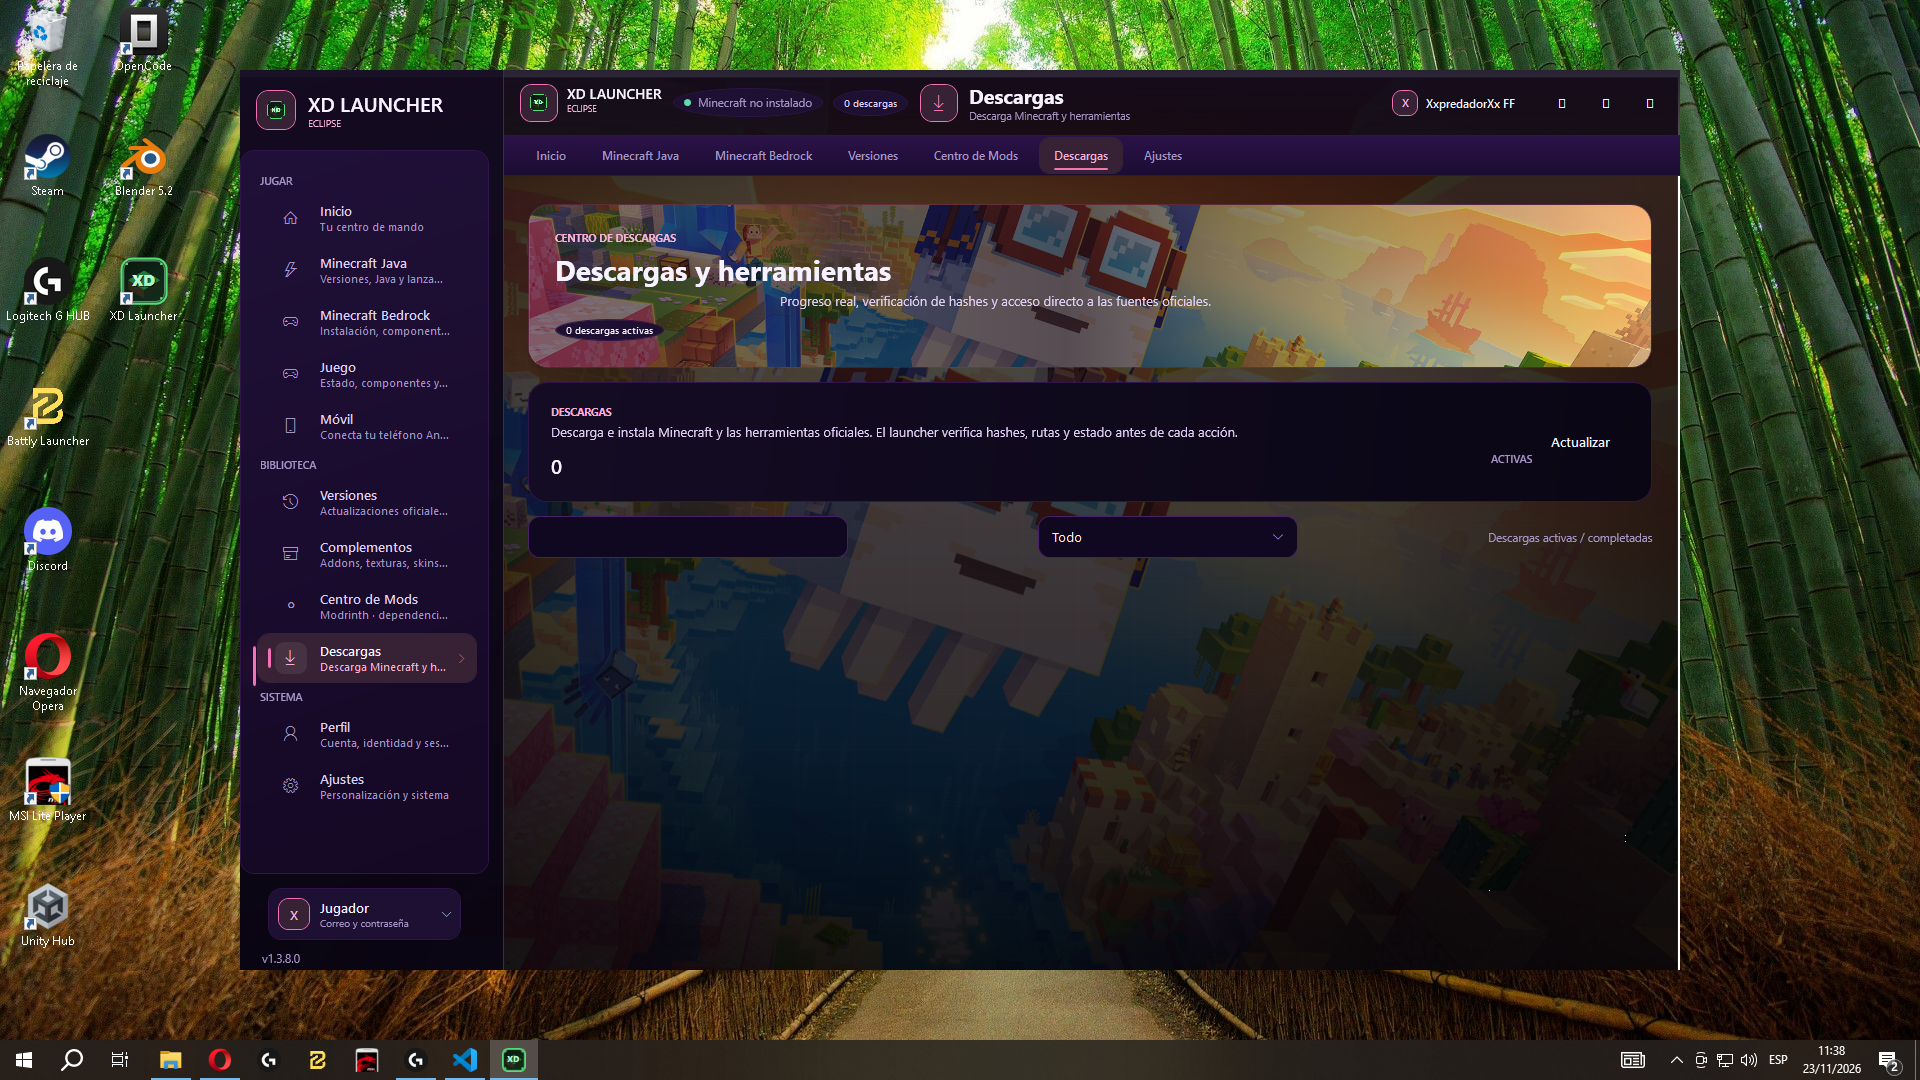 Papelera de
reciclaje
OpenCode
Steam
Blender 5.2
Logitech G HUB
XD
XD Launcher
Battly Launcher
Discord
Navegador
Opera
MSI Lite Player
Unity Hub
XD
XD LAUNCHER
ECLIPSE
JUGAR
Inicio
Tu centro de mando
Minecraft Java
Versiones, Java y lanza...
Minecraft Bedrock
Instalación, component...
Juego
Estado, componentes y...
Móvil
Conecta tu teléfono An...
BIBLIOTECA
Versiones
Actualizaciones oficiale...
Complementos
Addons, texturas, skins...
Centro de Mods
Modrinth · dependenci...
Descargas
Descarga Minecraft y h...
SISTEMA
Perfil
Cuenta, identidad y ses...
Ajustes
Personalización y sistema
X
Jugador
Correo y contraseña
v1.3.8.0
XD
XD LAUNCHER
ECLIPSE
Minecraft no instalado
0 descargas
Descargas
Descarga Minecraft y herramientas
X
XxpredadorXx FF
Inicio
Minecraft Java
Minecraft Bedrock
Versiones
Centro de Mods
Descargas
Ajustes
CENTRO DE DESCARGAS
Descargas y herramientas
Progreso real, verificación de hashes y acceso directo a las fuentes oficiales.
0 descargas activas
DESCARGAS
Descarga e instala Minecraft y las herramientas oficiales. El launcher verifica hashes, rutas y estado antes de cada acción.
0
ACTIVAS
Actualizar
Todo
Descargas activas / completadas
XD
ESP
11:38
23/11/2026
2